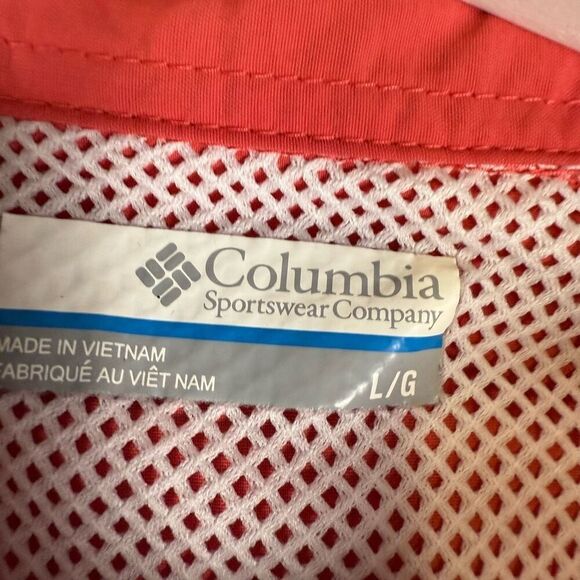 Columbia
Sportswear Company
MADE IN VIETNAM
FABRIQUÉ AU VIÊT NAM
L/G